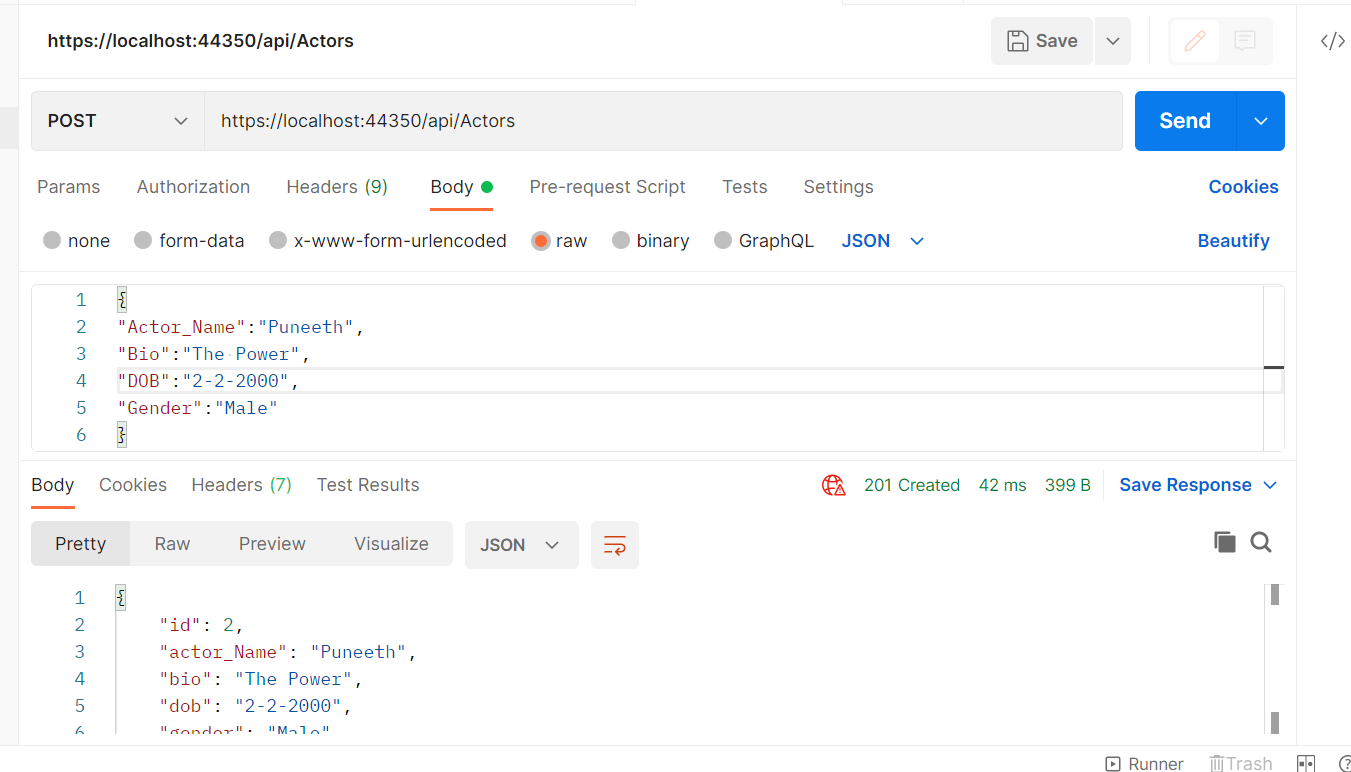 https://localhost:44350/api/Actors
Save
</>
POST
https://localhost:44350/api/Actors
Send
Params Authorization Headers (9) Body Pre-request Script Tests Settings Cookies
none form-data x-www-form-urlencoded raw binary GraphQL JSON Beautify
1 {
2 "Actor_Name":"Puneeth",
3 "Bio":"The Power",
4 "DOB":"2-2-2000",
5 "Gender":"Male"
6 }
Body Cookies Headers (7) Test Results 201 Created 42 ms 399 B Save Response
Pretty Raw Preview Visualize JSON
1 {
2 "id": 2,
3 "actor_Name": "Puneeth",
4 "bio": "The Power",
5 "dob": "2-2-2000",
6 "gender": "Male"
Runner Trash